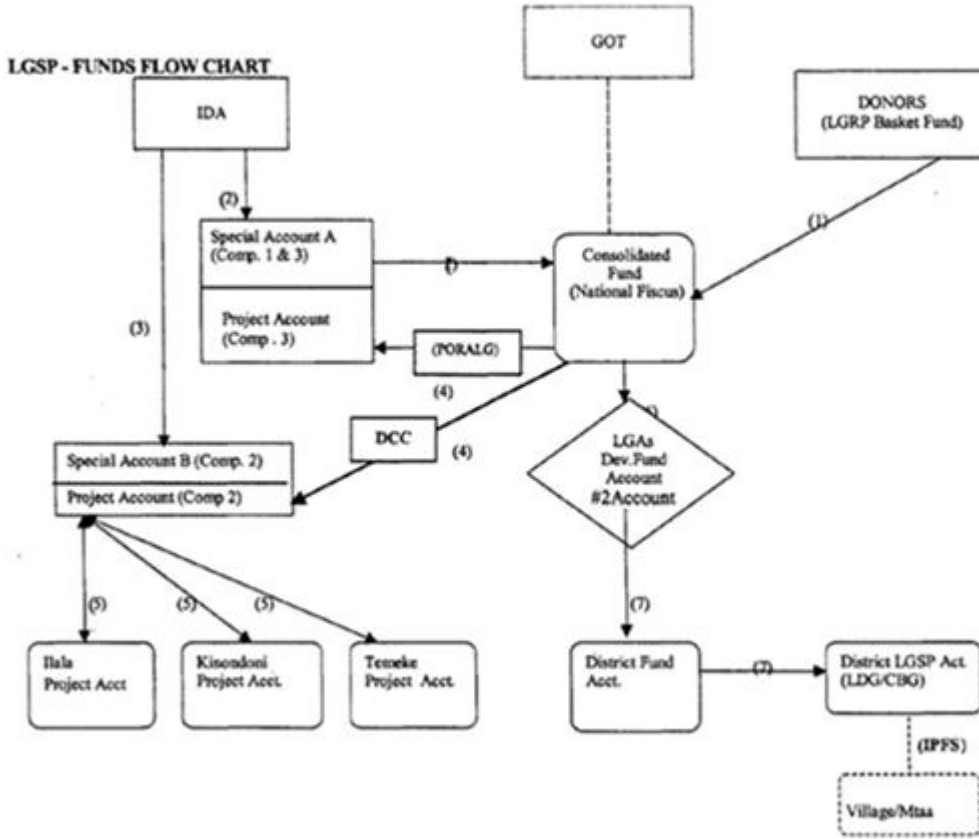 GOT
LGSP - FUNDS FLOW CHART
IDA
DONORS
(LGRP Basket Fund)
(2)
(1)
Special Account A
(Comp. 1 & 3)
Consolidated
Fund
(National Fiscus)
(3)
Project Account
(Comp . 3)
(PORALG)
(4)
DCC
(4)
LGAs
Dev.Fund
Account
#2Account
Special Account B (Comp. 2)
Project Account (Comp 2)
(5)
(5)
(5)
(7)
Ilala
Project Acct
Kinondoni
Project Acct.
Temeke
Project Acct.
District Fund
Acct.
(7)
District LGSP Act.
(LDG/CBG)
(IPFS)
Village/Mtaa